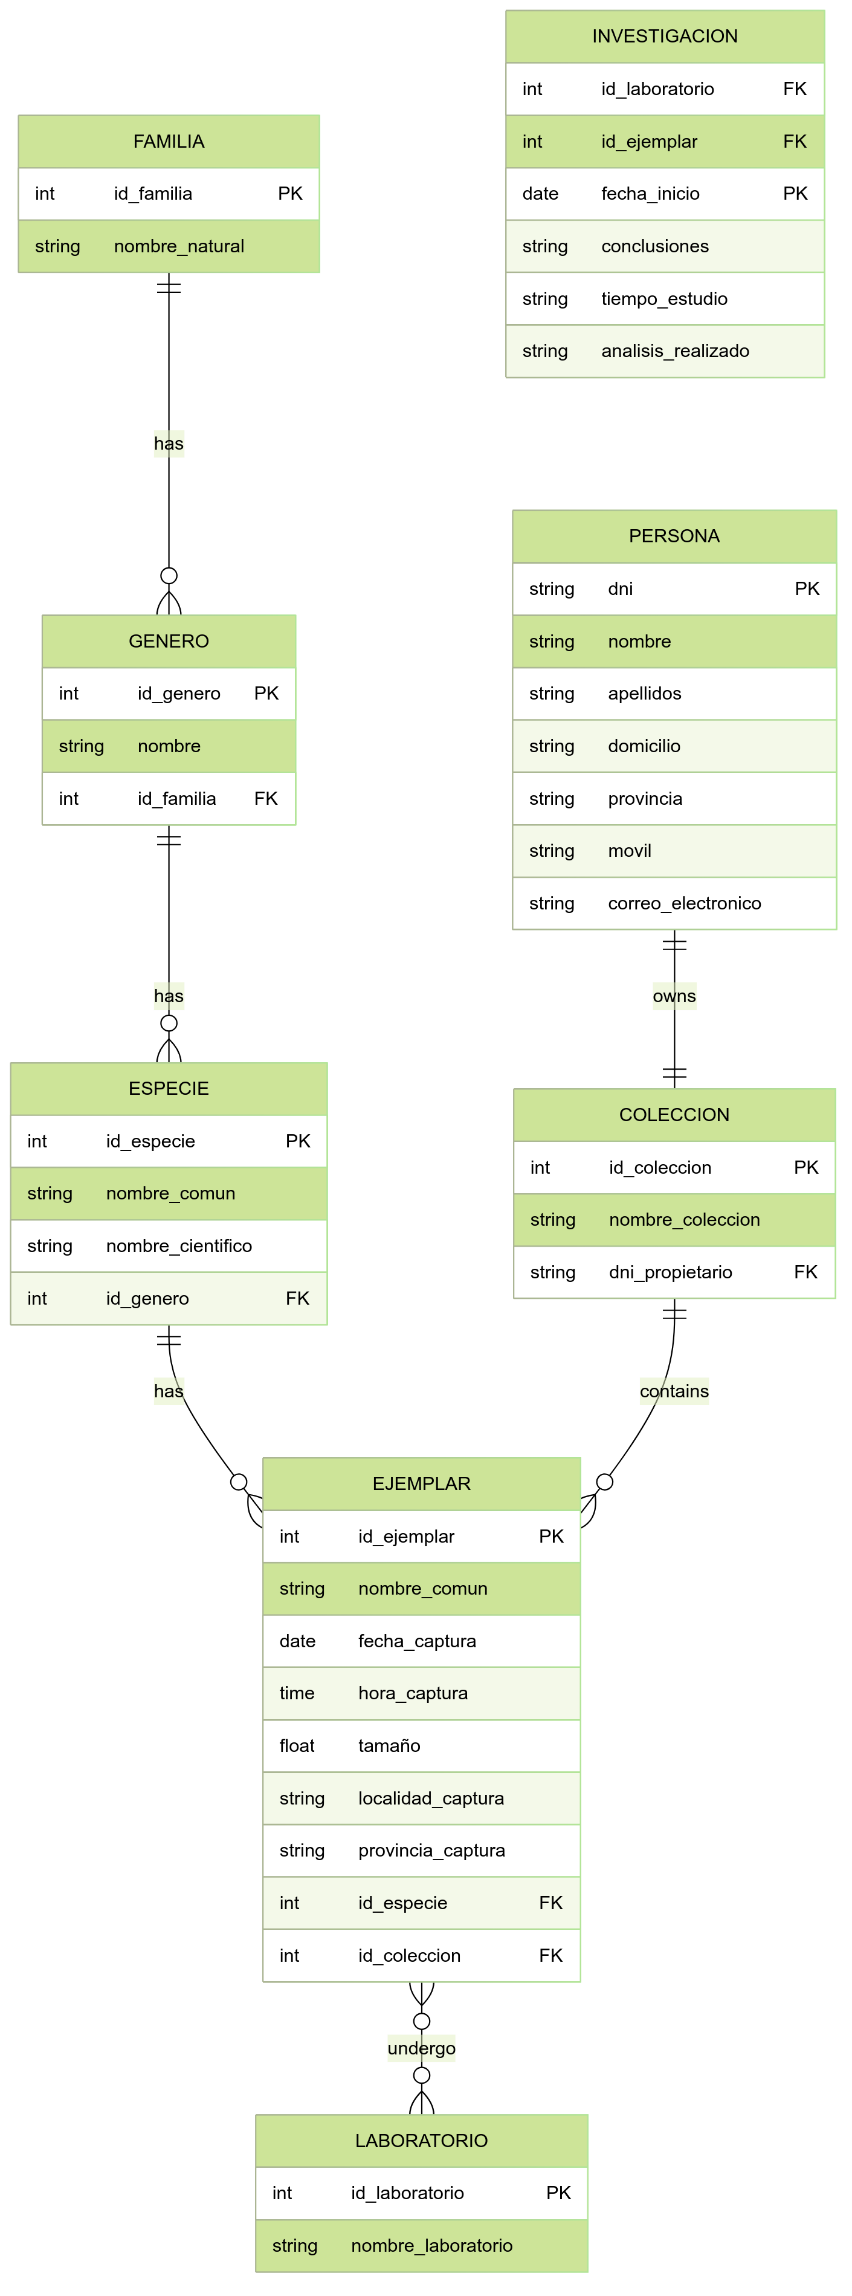 INVESTIGACION
int id_laboratorio FK
int id_ejemplar FK
date fecha_inicio PK
string conclusiones
string tiempo_estudio
string analisis_realizado
FAMILIA
int id_familia PK
string nombre_natural
has
GENERO
int id_genero PK
string nombre
int id_familia FK
has
ESPECIE
int id_especie PK
string nombre_comun
string nombre_cientifico
int id_genero FK
has
PERSONA
string dni PK
string nombre
string apellidos
string domicilio
string provincia
string movil
string correo_electronico
owns
COLECCION
int id_coleccion PK
string nombre_coleccion
string dni_propietario FK
contains
EJEMPLAR
int id_ejemplar PK
string nombre_comun
date fecha_captura
time hora_captura
float tamaño
string localidad_captura
string provincia_captura
int id_especie FK
int id_coleccion FK
undergo
LABORATORIO
int id_laboratorio PK
string nombre_laboratorio